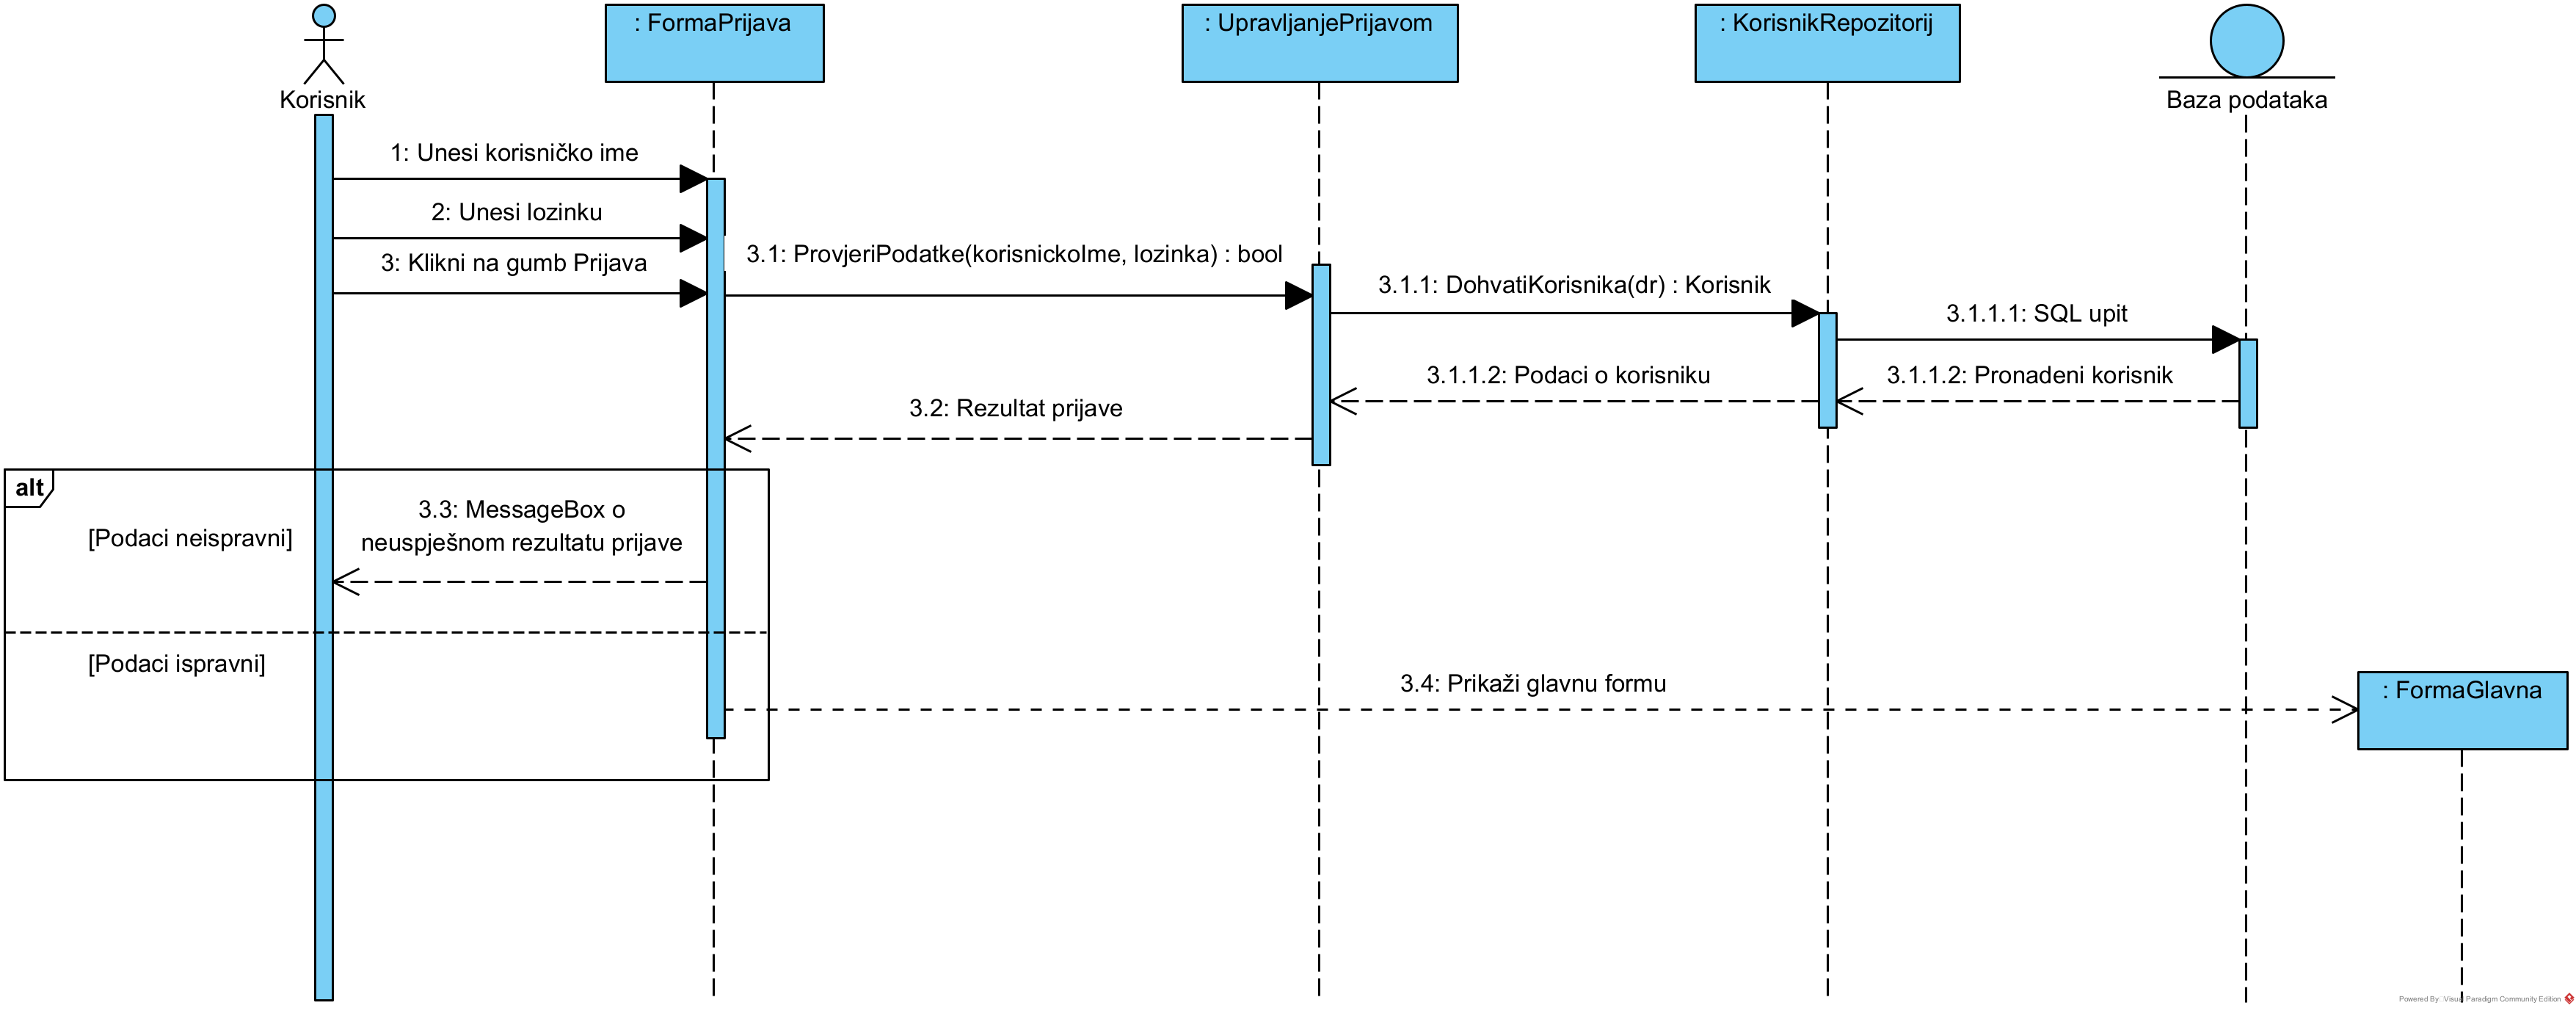 : FormaPrijava
: UpravljanjePrijavom
: KorisnikRepozitorij
Korisnik
Baza podataka
1: Unesi korisničko ime
2: Unesi lozinku
3: Klikni na gumb Prijava
3.1: ProvjeriPodatke(korisnickoIme, lozinka) : bool
3.1.1: DohvatiKorisnika(dr) : Korisnik
3.1.1.1: SQL upit
3.1.1.2: Podaci o korisniku
3.1.1.2: Pronadeni korisnik
3.2: Rezultat prijave
alt
3.3: MessageBox o
neuspješnom rezultatu prijave
[Podaci neispravni]
[Podaci ispravni]
3.4: Prikaži glavnu formu
: FormaGlavna
Powered By Visual Paradigm Community Edition